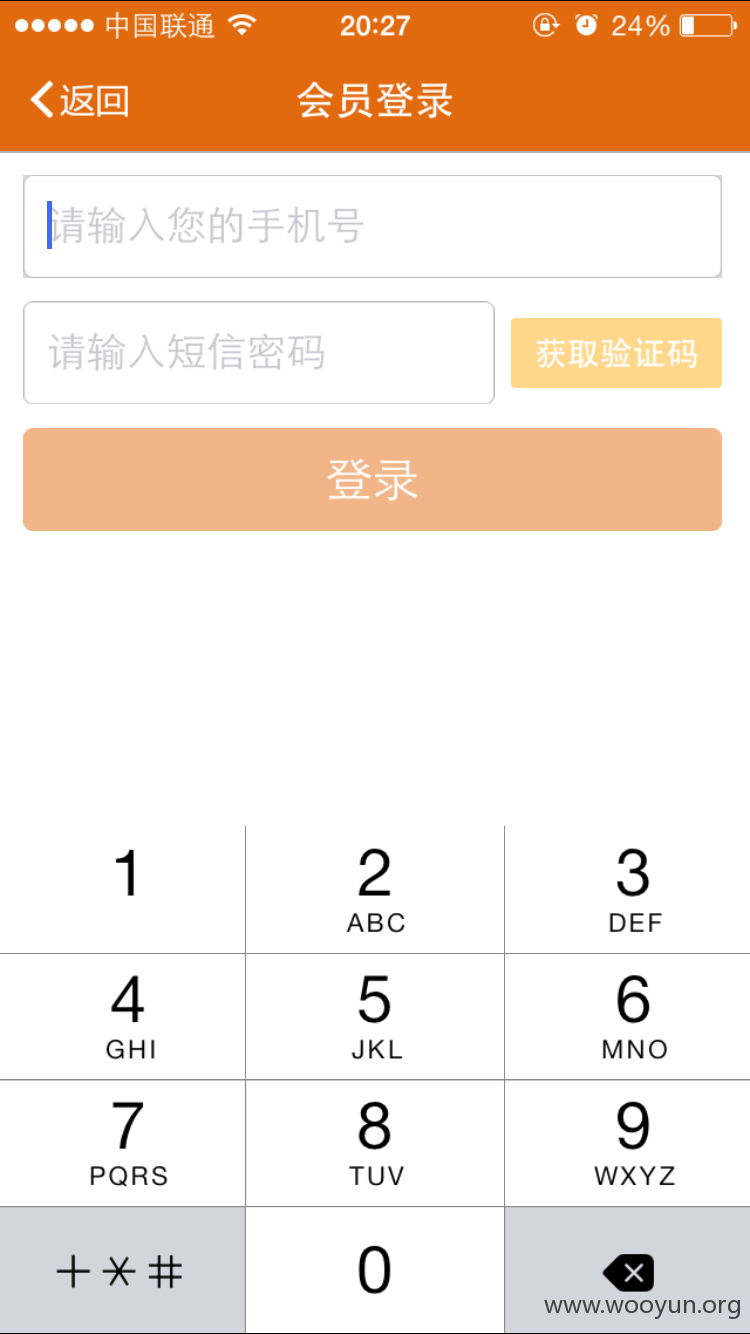 中国联通 20:27 24%
返回 会员登录
请输入您的手机号
请输入短信密码 获取验证码
登录
1 2 3
ABC DEF
4 5 6
GHI JKL MNO
7 8 9
PQRS TUV WXYZ
+*# 0
www.wooyun.org